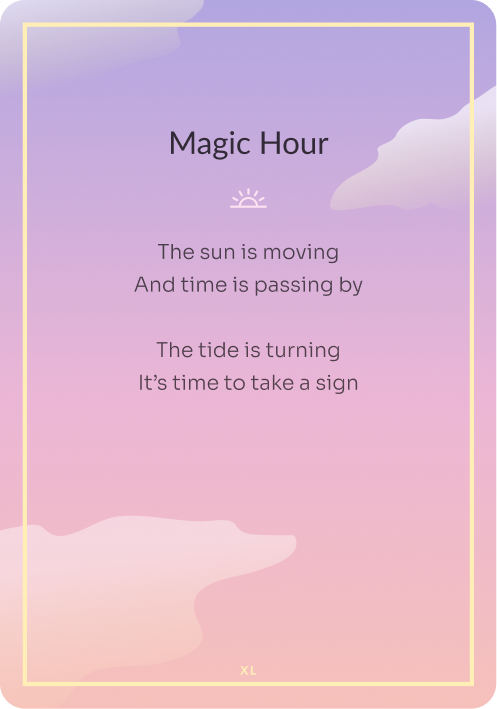 Magic Hour
The sun is moving
And time is passing by
The tide is turning
It’s time to take a sign
XL